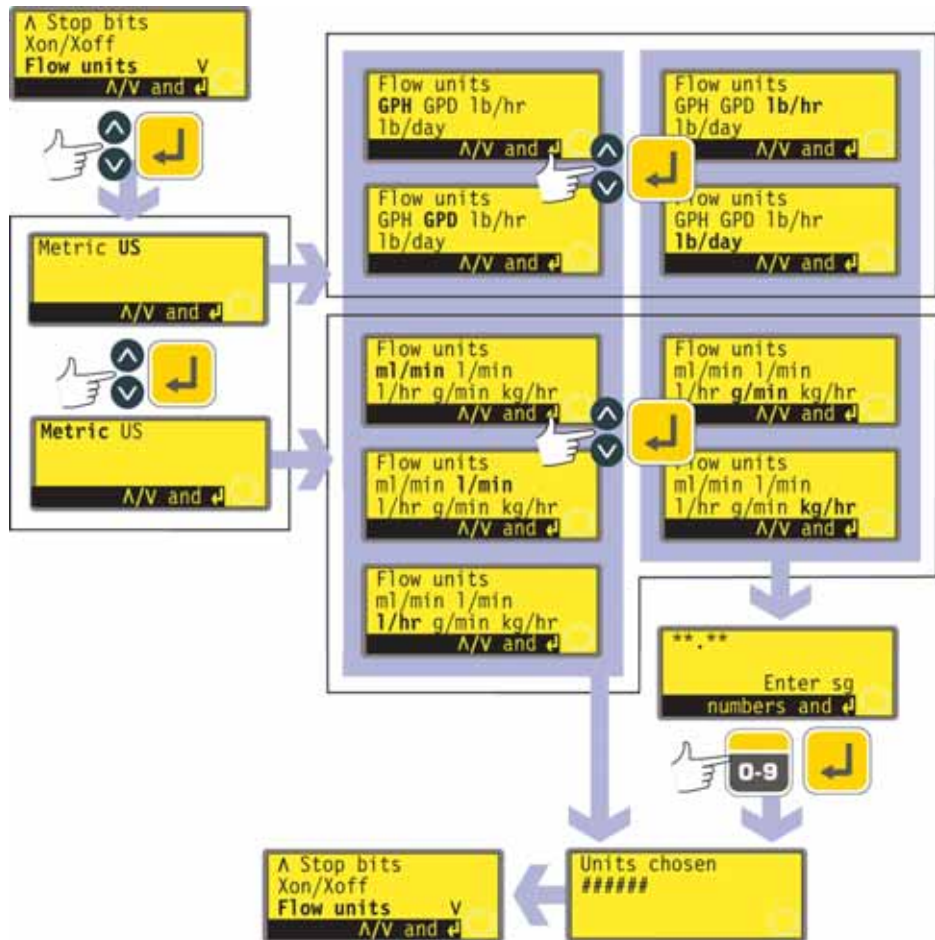 Λ Stop bits
Xon/Xoff
Flow units V
Λ/V and ↲
Metric US
Λ/V and ↲
Metric US
Λ/V and ↲
Flow units
GPH GPD lb/hr
lb/day
Λ/V and ↲
Flow units
GPH GPD lb/hr
lb/day
Λ/V and ↲
Flow units
GPH GPD lb/hr
lb/day
Λ/V and ↲
Flow units
GPH GPD lb/hr
lb/day
Λ/V and ↲
Flow units
ml/min l/min
l/hr g/min kg/hr
Λ/V and ↲
Flow units
ml/min l/min
l/hr g/min kg/hr
Λ/V and ↲
Flow units
ml/min l/min
l/hr g/min kg/hr
Λ/V and ↲
Flow units
ml/min l/min
l/hr g/min kg/hr
Λ/V and ↲
Flow units
ml/min l/min
l/hr g/min kg/hr
Λ/V and ↲
**.**
Enter sg
numbers and ↲
0-9
Λ Stop bits
Xon/Xoff
Flow units V
Λ/V and ↲
Units chosen
######